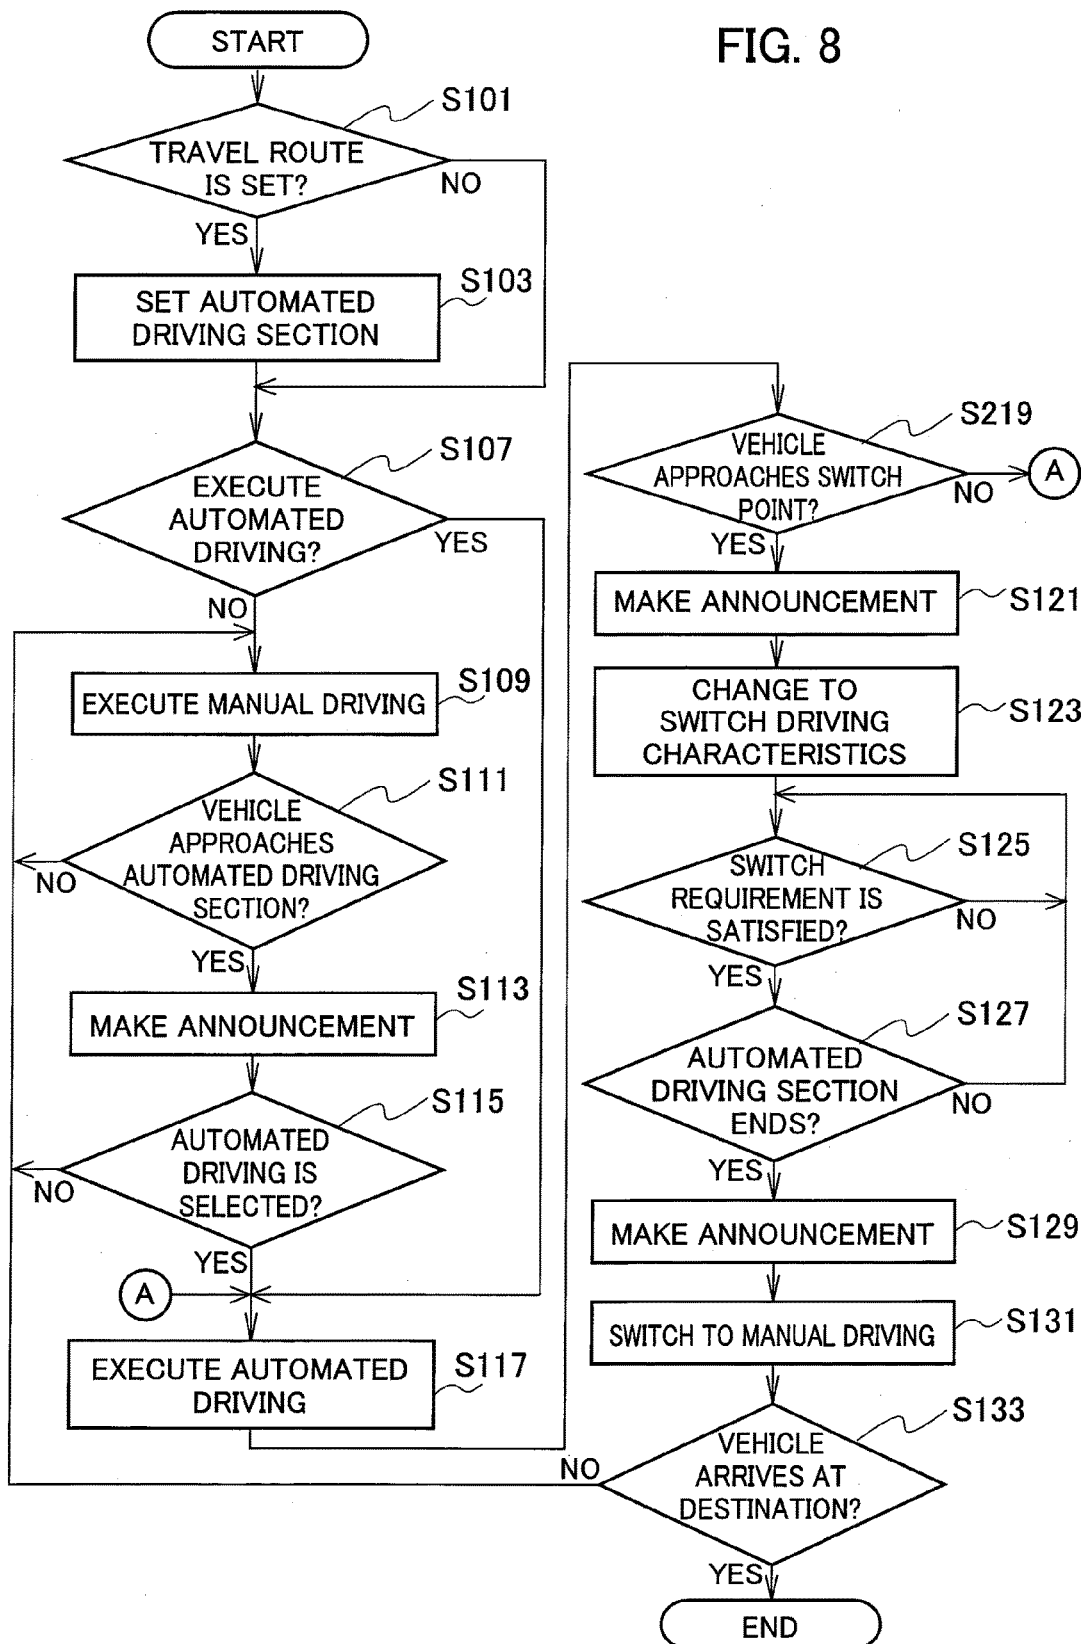 FIG. 8
START
S101
TRAVEL ROUTE
IS SET?
NO
YES
S103
SET AUTOMATED
DRIVING SECTION
S107
EXECUTE
AUTOMATED
DRIVING?
YES
NO
S109
EXECUTE MANUAL DRIVING
S111
VEHICLE
APPROACHES
AUTOMATED DRIVING
SECTION?
NO
YES
S113
MAKE ANNOUNCEMENT
S115
AUTOMATED
DRIVING IS
SELECTED?
NO
YES
A
EXECUTE AUTOMATED
DRIVING
S117
S219
VEHICLE
APPROACHES SWITCH
POINT?
NO
A
YES
MAKE ANNOUNCEMENT
S121
CHANGE TO
SWITCH DRIVING
CHARACTERISTICS
S123
S125
SWITCH
REQUIREMENT IS
SATISFIED?
NO
YES
S127
AUTOMATED
DRIVING SECTION
ENDS?
NO
YES
MAKE ANNOUNCEMENT
S129
SWITCH TO MANUAL DRIVING
S131
S133
VEHICLE
ARRIVES AT
DESTINATION?
NO
YES
END